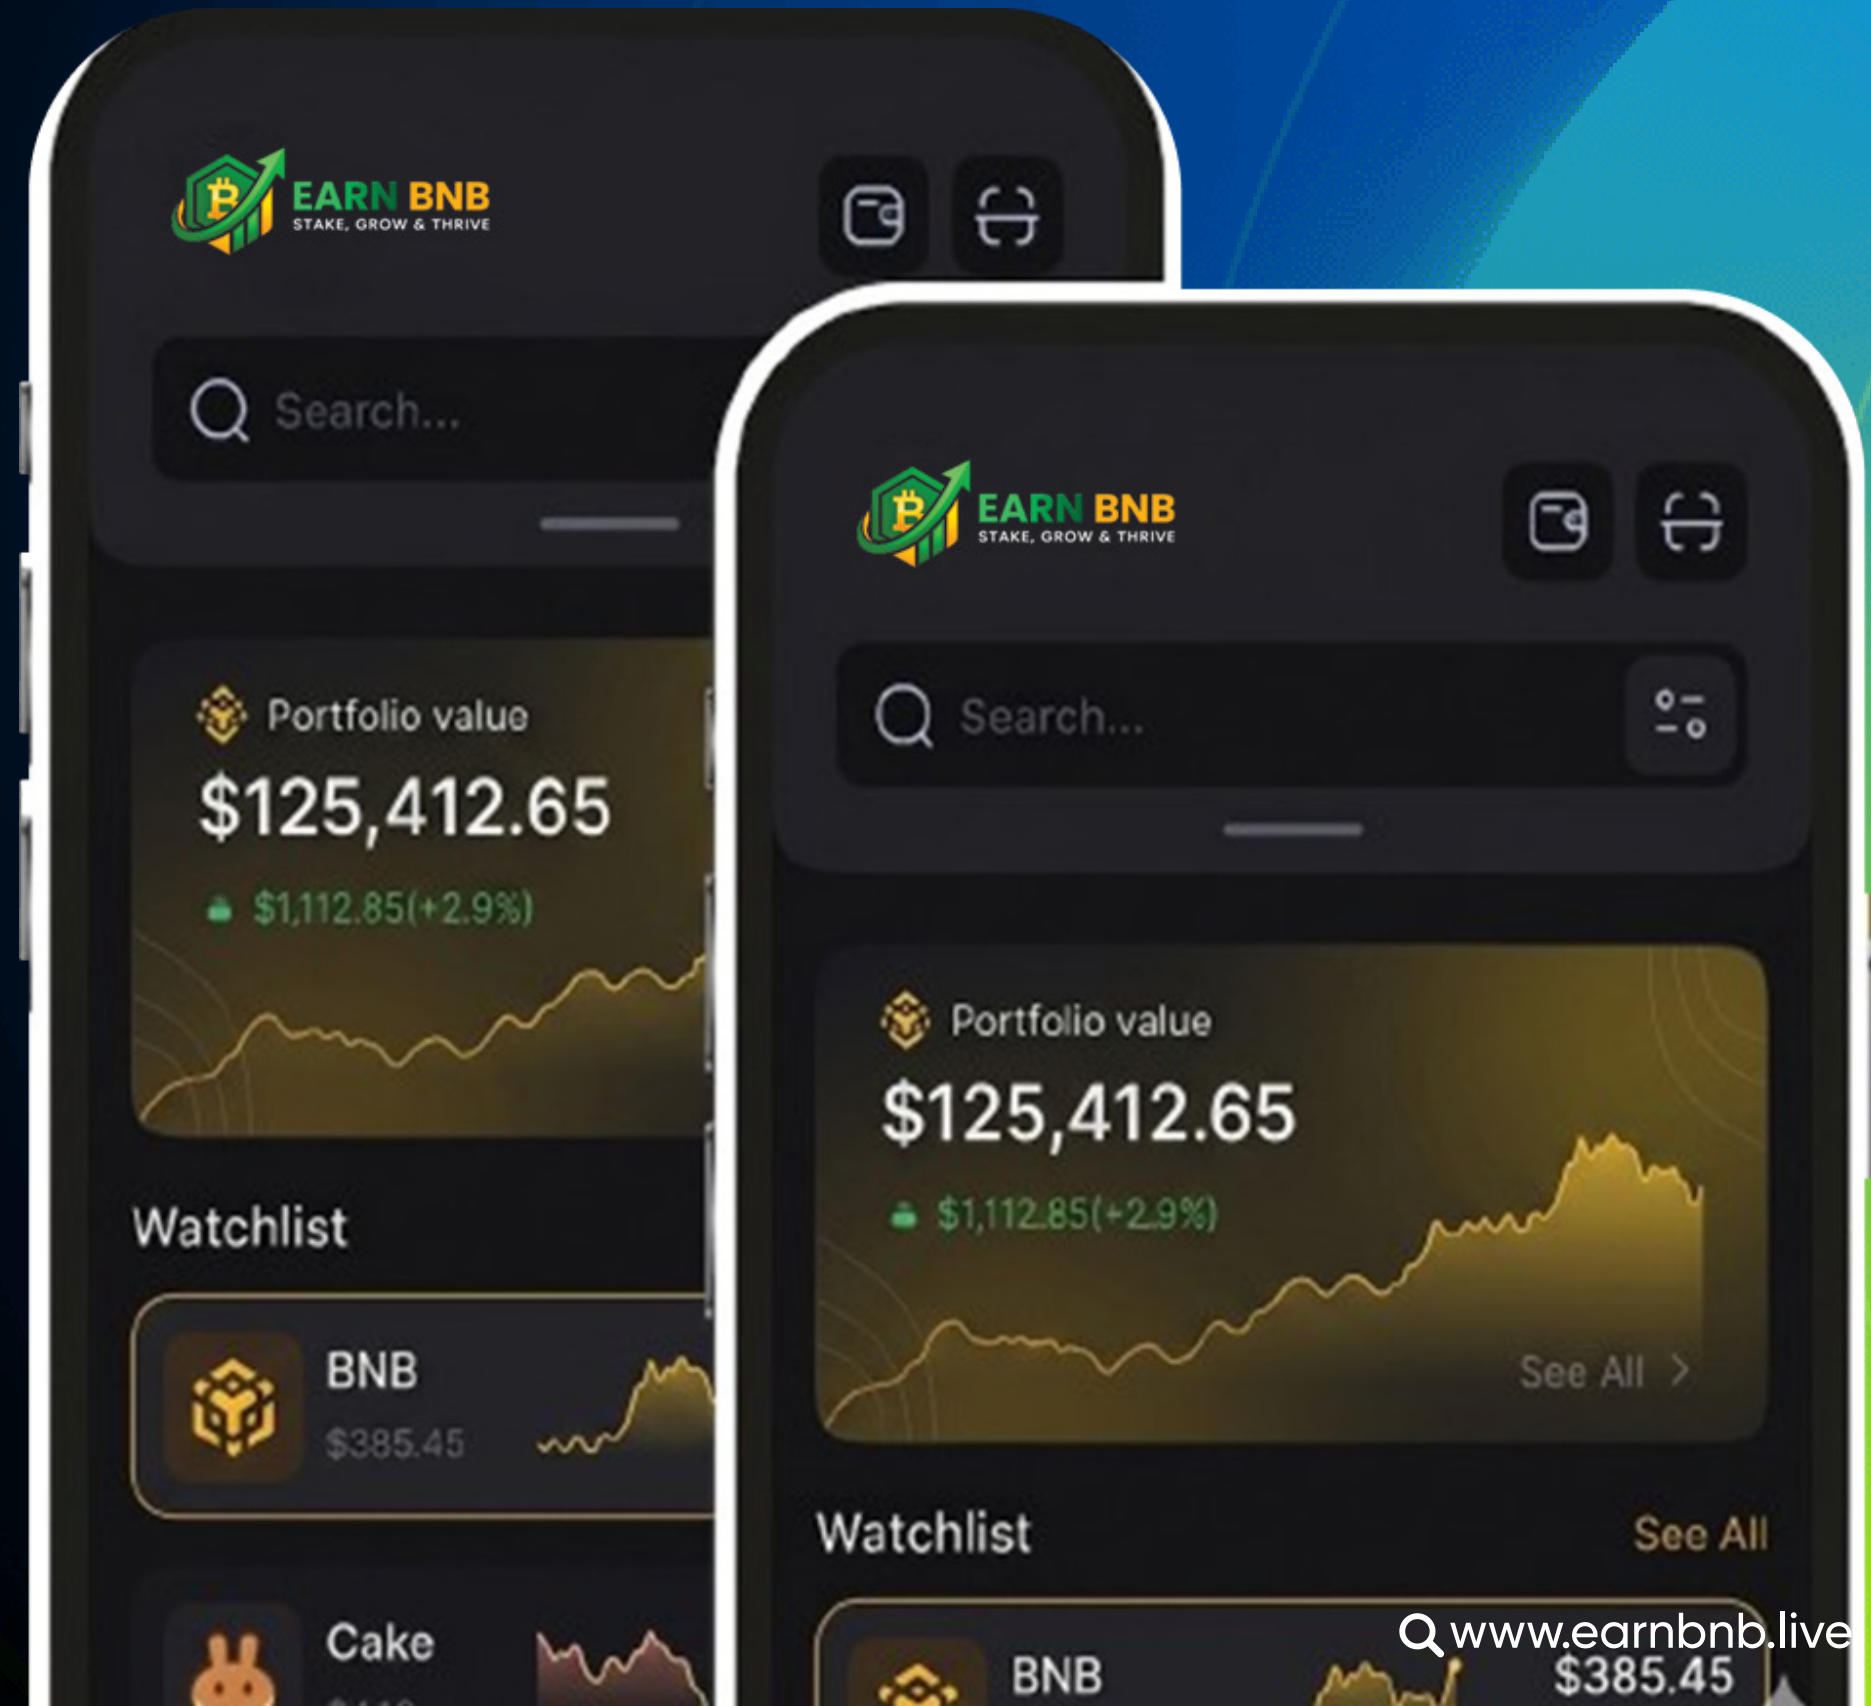 EARN BNB
STAKE, GROW & THRIVE
Search...
Portfolio value
$125,412.65
$1,112.85(+2.9%)
Watchlist
BNB
$385.45
Cake
EARN BNB
STAKE, GROW & THRIVE
Search...
Portfolio value
$125,412.65
$1,112.85(+2.9%)
See All
Watchlist
See All
www.earnbnb.live
BNB
$385.45